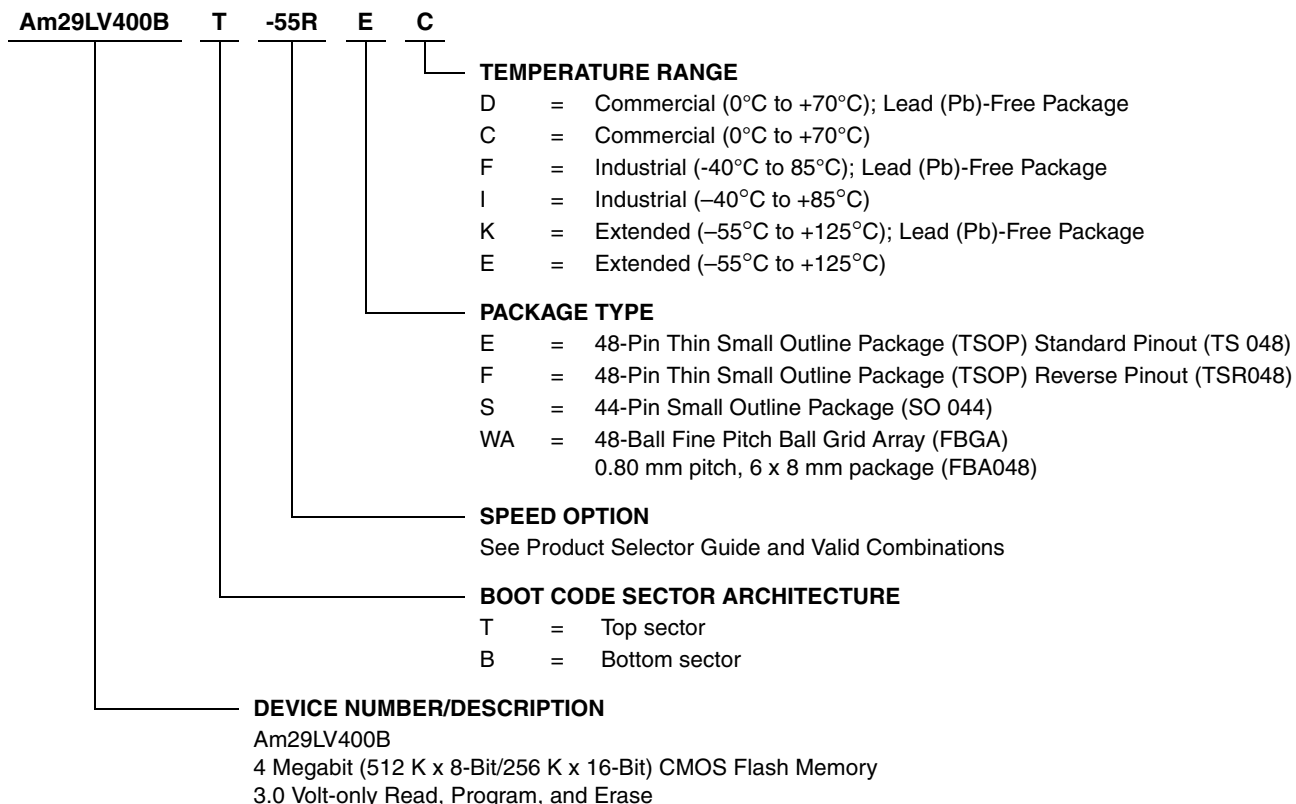 Am29LV400B T -55R E C
TEMPERATURE RANGE
D = Commercial (0°C to +70°C); Lead (Pb)-Free Package
C = Commercial (0°C to +70°C)
F = Industrial (-40°C to 85°C); Lead (Pb)-Free Package
I = Industrial (–40°C to +85°C)
K = Extended (–55°C to +125°C); Lead (Pb)-Free Package
E = Extended (–55°C to +125°C)
PACKAGE TYPE
E = 48-Pin Thin Small Outline Package (TSOP) Standard Pinout (TS 048)
F = 48-Pin Thin Small Outline Package (TSOP) Reverse Pinout (TSR048)
S = 44-Pin Small Outline Package (SO 044)
WA = 48-Ball Fine Pitch Ball Grid Array (FBGA)
0.80 mm pitch, 6 x 8 mm package (FBA048)
SPEED OPTION
See Product Selector Guide and Valid Combinations
BOOT CODE SECTOR ARCHITECTURE
T = Top sector
B = Bottom sector
DEVICE NUMBER/DESCRIPTION
Am29LV400B
4 Megabit (512 K x 8-Bit/256 K x 16-Bit) CMOS Flash Memory
3.0 Volt-only Read, Program, and Erase